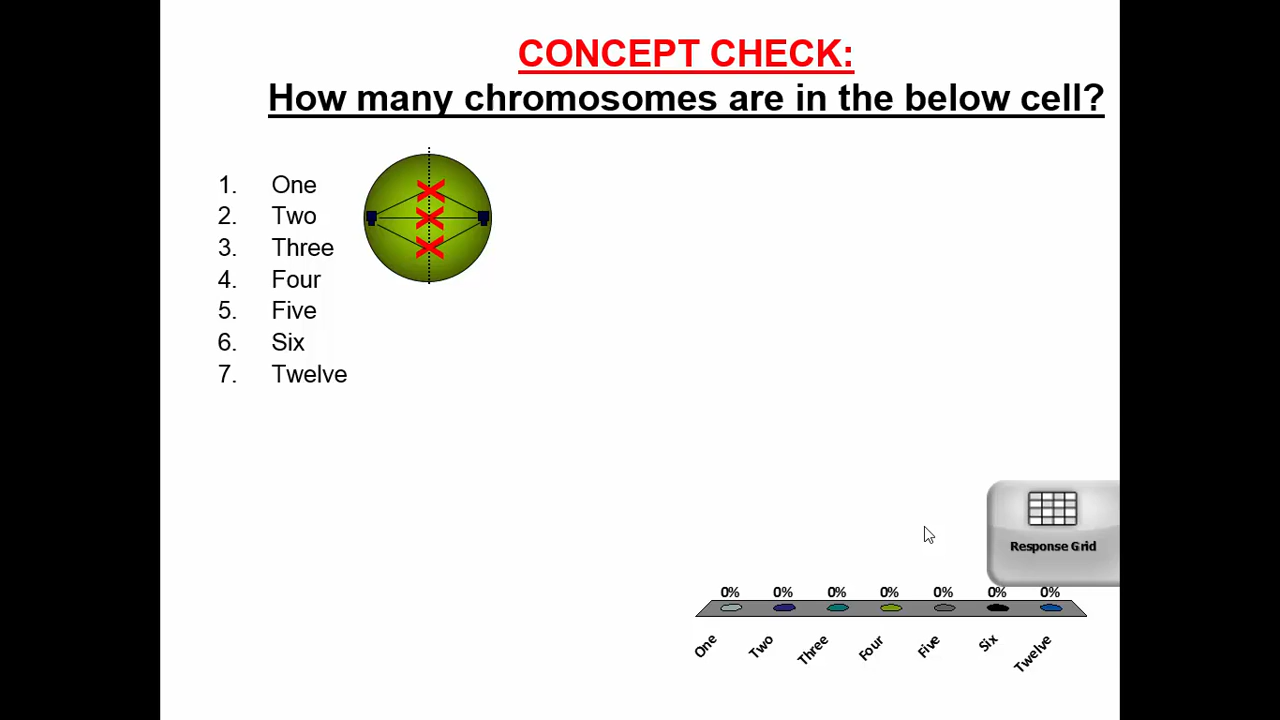 CONCEPT CHECK:
How many chromosomes are in the below cell?
1. One
2. Two
3. Three
4. Four
5. Five
6. Six
7. Twelve
Response Grid
0% 0% 0% 0% 0% 0% 0%
One Two Three Four Five Six Twelve